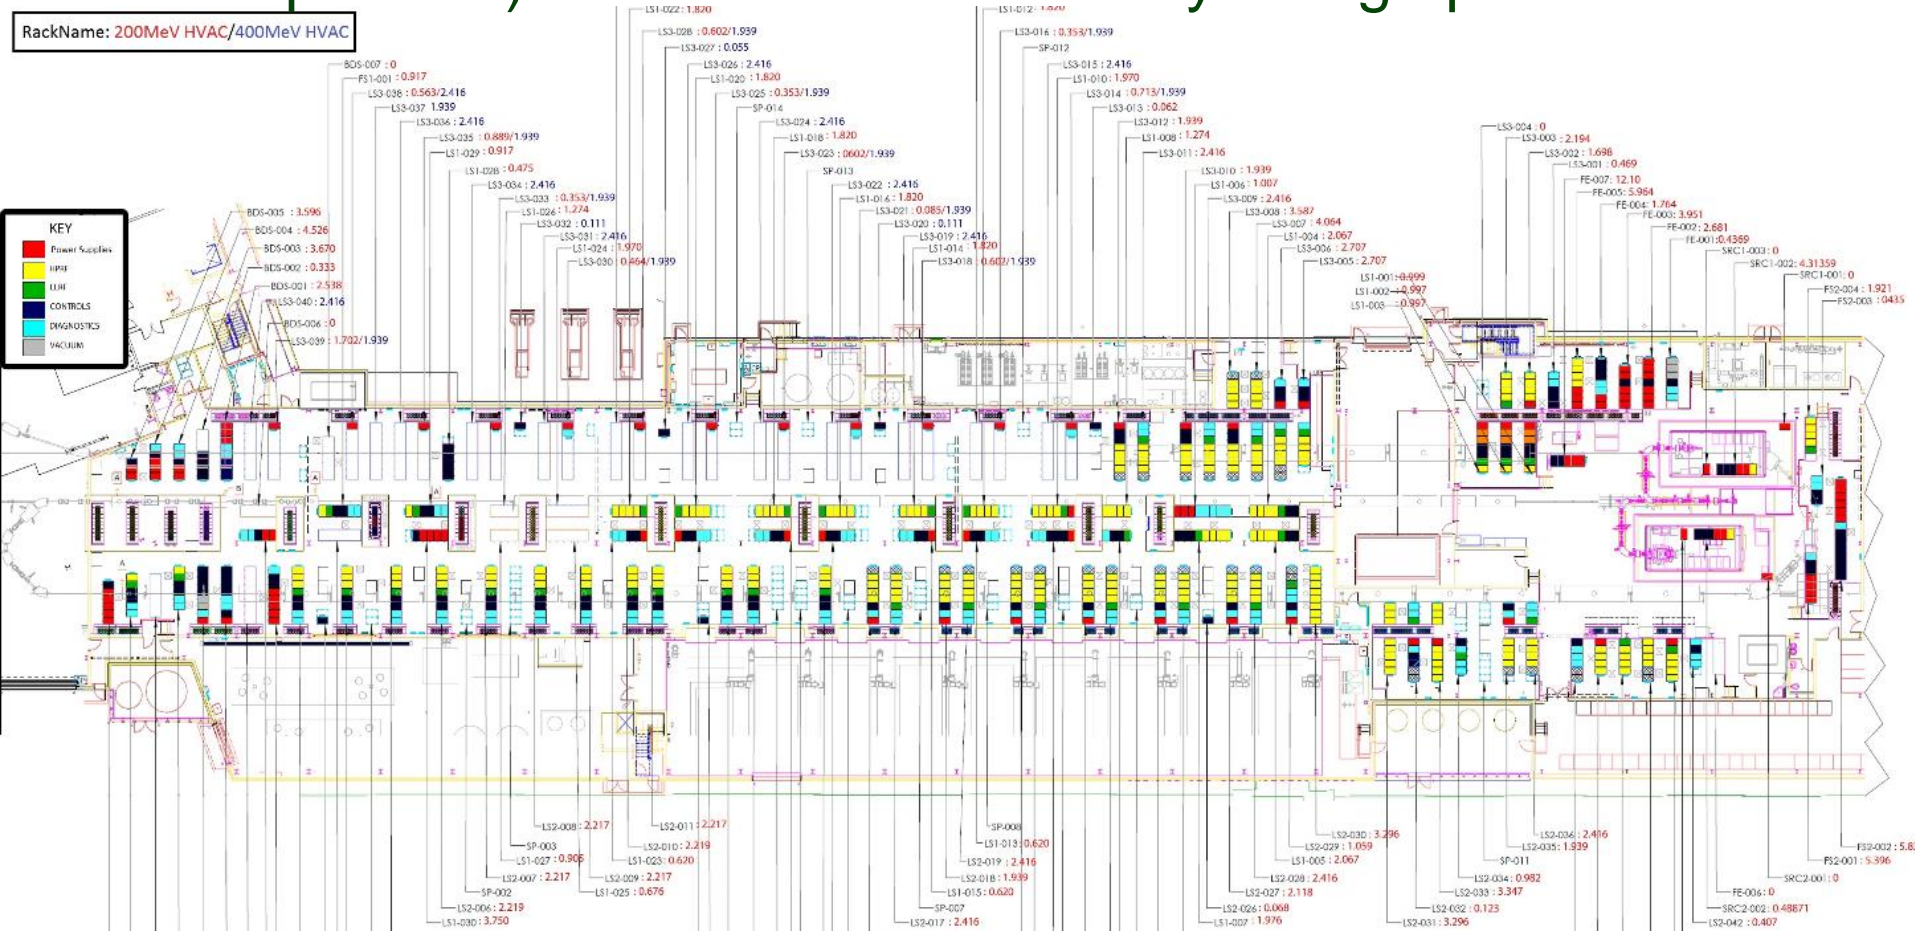 RackName: 200MeV HVAC/400MeV HVAC
LS1-022: 1.820
LS3-028 : 0.602/1.939
LS3-027: 0.055
LS3-026 : 2.416
LS1-020 : 1.820
LS3-025 : 0.353/1.939
SP-014
LS3-024 : 2.416
LS1-018 : 1.820
LS3-023 :0602/1.939
SP-013
LS3-022 : 2.416
LS1-016 : 1.820
LS3-021 : 0.085/1.939
LS3-020 : 0.111
LS3-019 : 2.416
LS1-014 : 1.820
LS3-018 : 0.602/1.939
BDS-007 : 0
FS1-001 : 0.917
LS3-038 : 0.563/2.416
LS3-037 1.939
LS3-036 : 2.416
LS3-035 : 0.889/1.939
LS1-029 : 0.917
LS1-028 : 0.475
LS3-034 : 2.416
LS3-033 : 0.353/1.939
LS1-026 : 1.274
LS3-032 : 0.111
LS3-031 : 2.416
LS1-024 : 1.970
LS3-030 : 0.464/1.939
LS1-012: 1.820
LS3-016 : 0.353/1.939
SP-012
LS3-015 : 2.416
LS1-010 : 1.970
LS3-014 : 0.713/1.939
LS3-013 : 0.062
LS3-012 : 1.939
LS1-008 : 1.274
LS3-011 : 2.416
LS3-010 : 1.939
LS1-006 : 1.007
LS3-009 : 2.416
LS3-008 : 3.587
LS3-007 : 4.064
LS1-004 : 2.067
LS3-006 : 2.707
LS3-005 : 2.707
LS1-001 :0.999
LS1-002 :0.997
LS1-003 :0.997
LS3-004 : 0
LS3-003 : 2.194
LS3-002 : 1.698
LS3-001 : 0.469
FE-007: 12.10
FE-005: 5.964
FE-004 : 1.764
FE-003: 3.951
FE-002 : 2.681
FE-001:0.4369
SRC1-003: 0
SRC1-002: 4.31359
SRC1-001: 0
FS2-004 : 1.921
FS2-003 :0435
BDS-005 : 3.596
BDS-004 : 4.526
BDS-003 : 3.670
BDS-002 : 0.333
BDS-001 : 2.538
LS3-040 : 2.416
BDS-006 : 0
LS3-039 : 1.702/1.939
KEY
Power Supplies
HPRF
LLRF
CONTROLS
DIAGNOSTICS
VACUUM
LS2-008 : 2.217
SP-003
LS1-027 : 0.905
LS2-007 : 2.217
SP-002
LS2-006 : 2.219
LS1-030 : 3.750
LS2-011 : 2.217
LS2-010 : 2.219
LS1-023: 0.620
LS2-009 : 2.217
LS1-025 : 0.676
SP-008
LS1-013: 0.620
LS2-019 : 2.416
LS2-018 : 1.939
LS1-015 : 0.620
SP-007
LS2-017 : 2.416
LS2-030 : 3.296
LS2-029 : 1.059
LS1-005 : 2.067
LS2-028 : 2.416
LS2-027 : 2.118
LS2-026 : 0.068
LS1-007 : 1.976
LS2-036 : 2.416
LS2-035: 1.939
SP-011
LS2-034 : 0.982
LS2-033 : 3.347
LS2-032 : 0.123
LS2-031 : 3.296
FS2-002 : 5.8
FS2-001: 5.396
SRC2-001 : 0
FE-006: 0
SRC2-002 : 0.48871
LS2-042 : 0.407